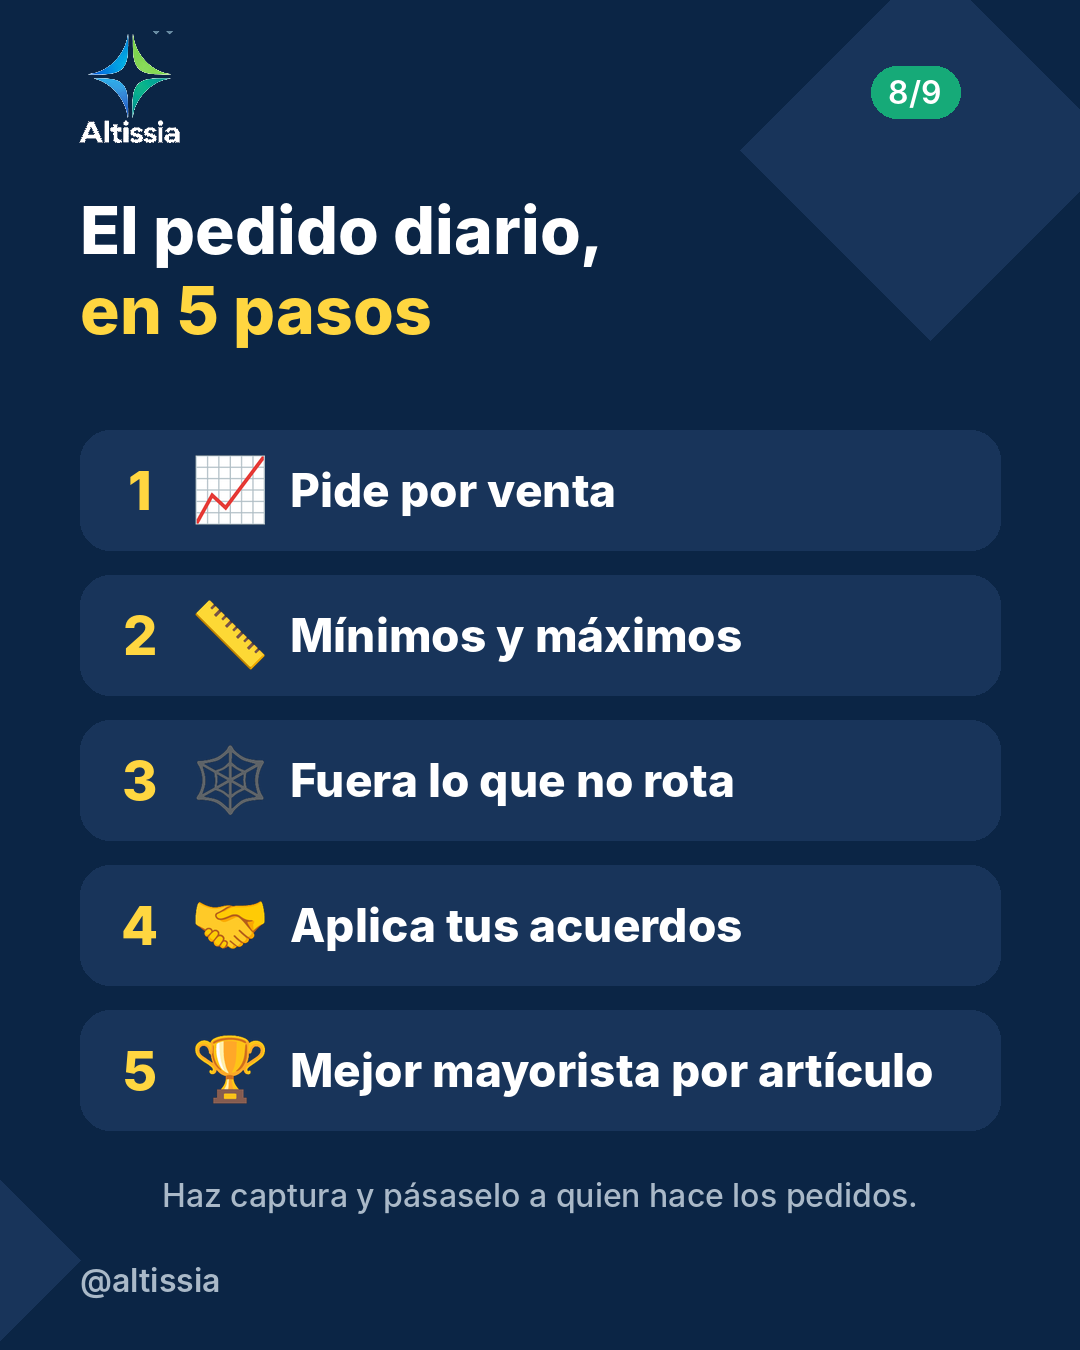 Altissia
8/9
El pedido diario,
en 5 pasos
1 Pide por venta
2 Mínimos y máximos
3 Fuera lo que no rota
4 Aplica tus acuerdos
5 Mejor mayorista por artículo
Haz captura y pásaselo a quien hace los pedidos.
@altissia